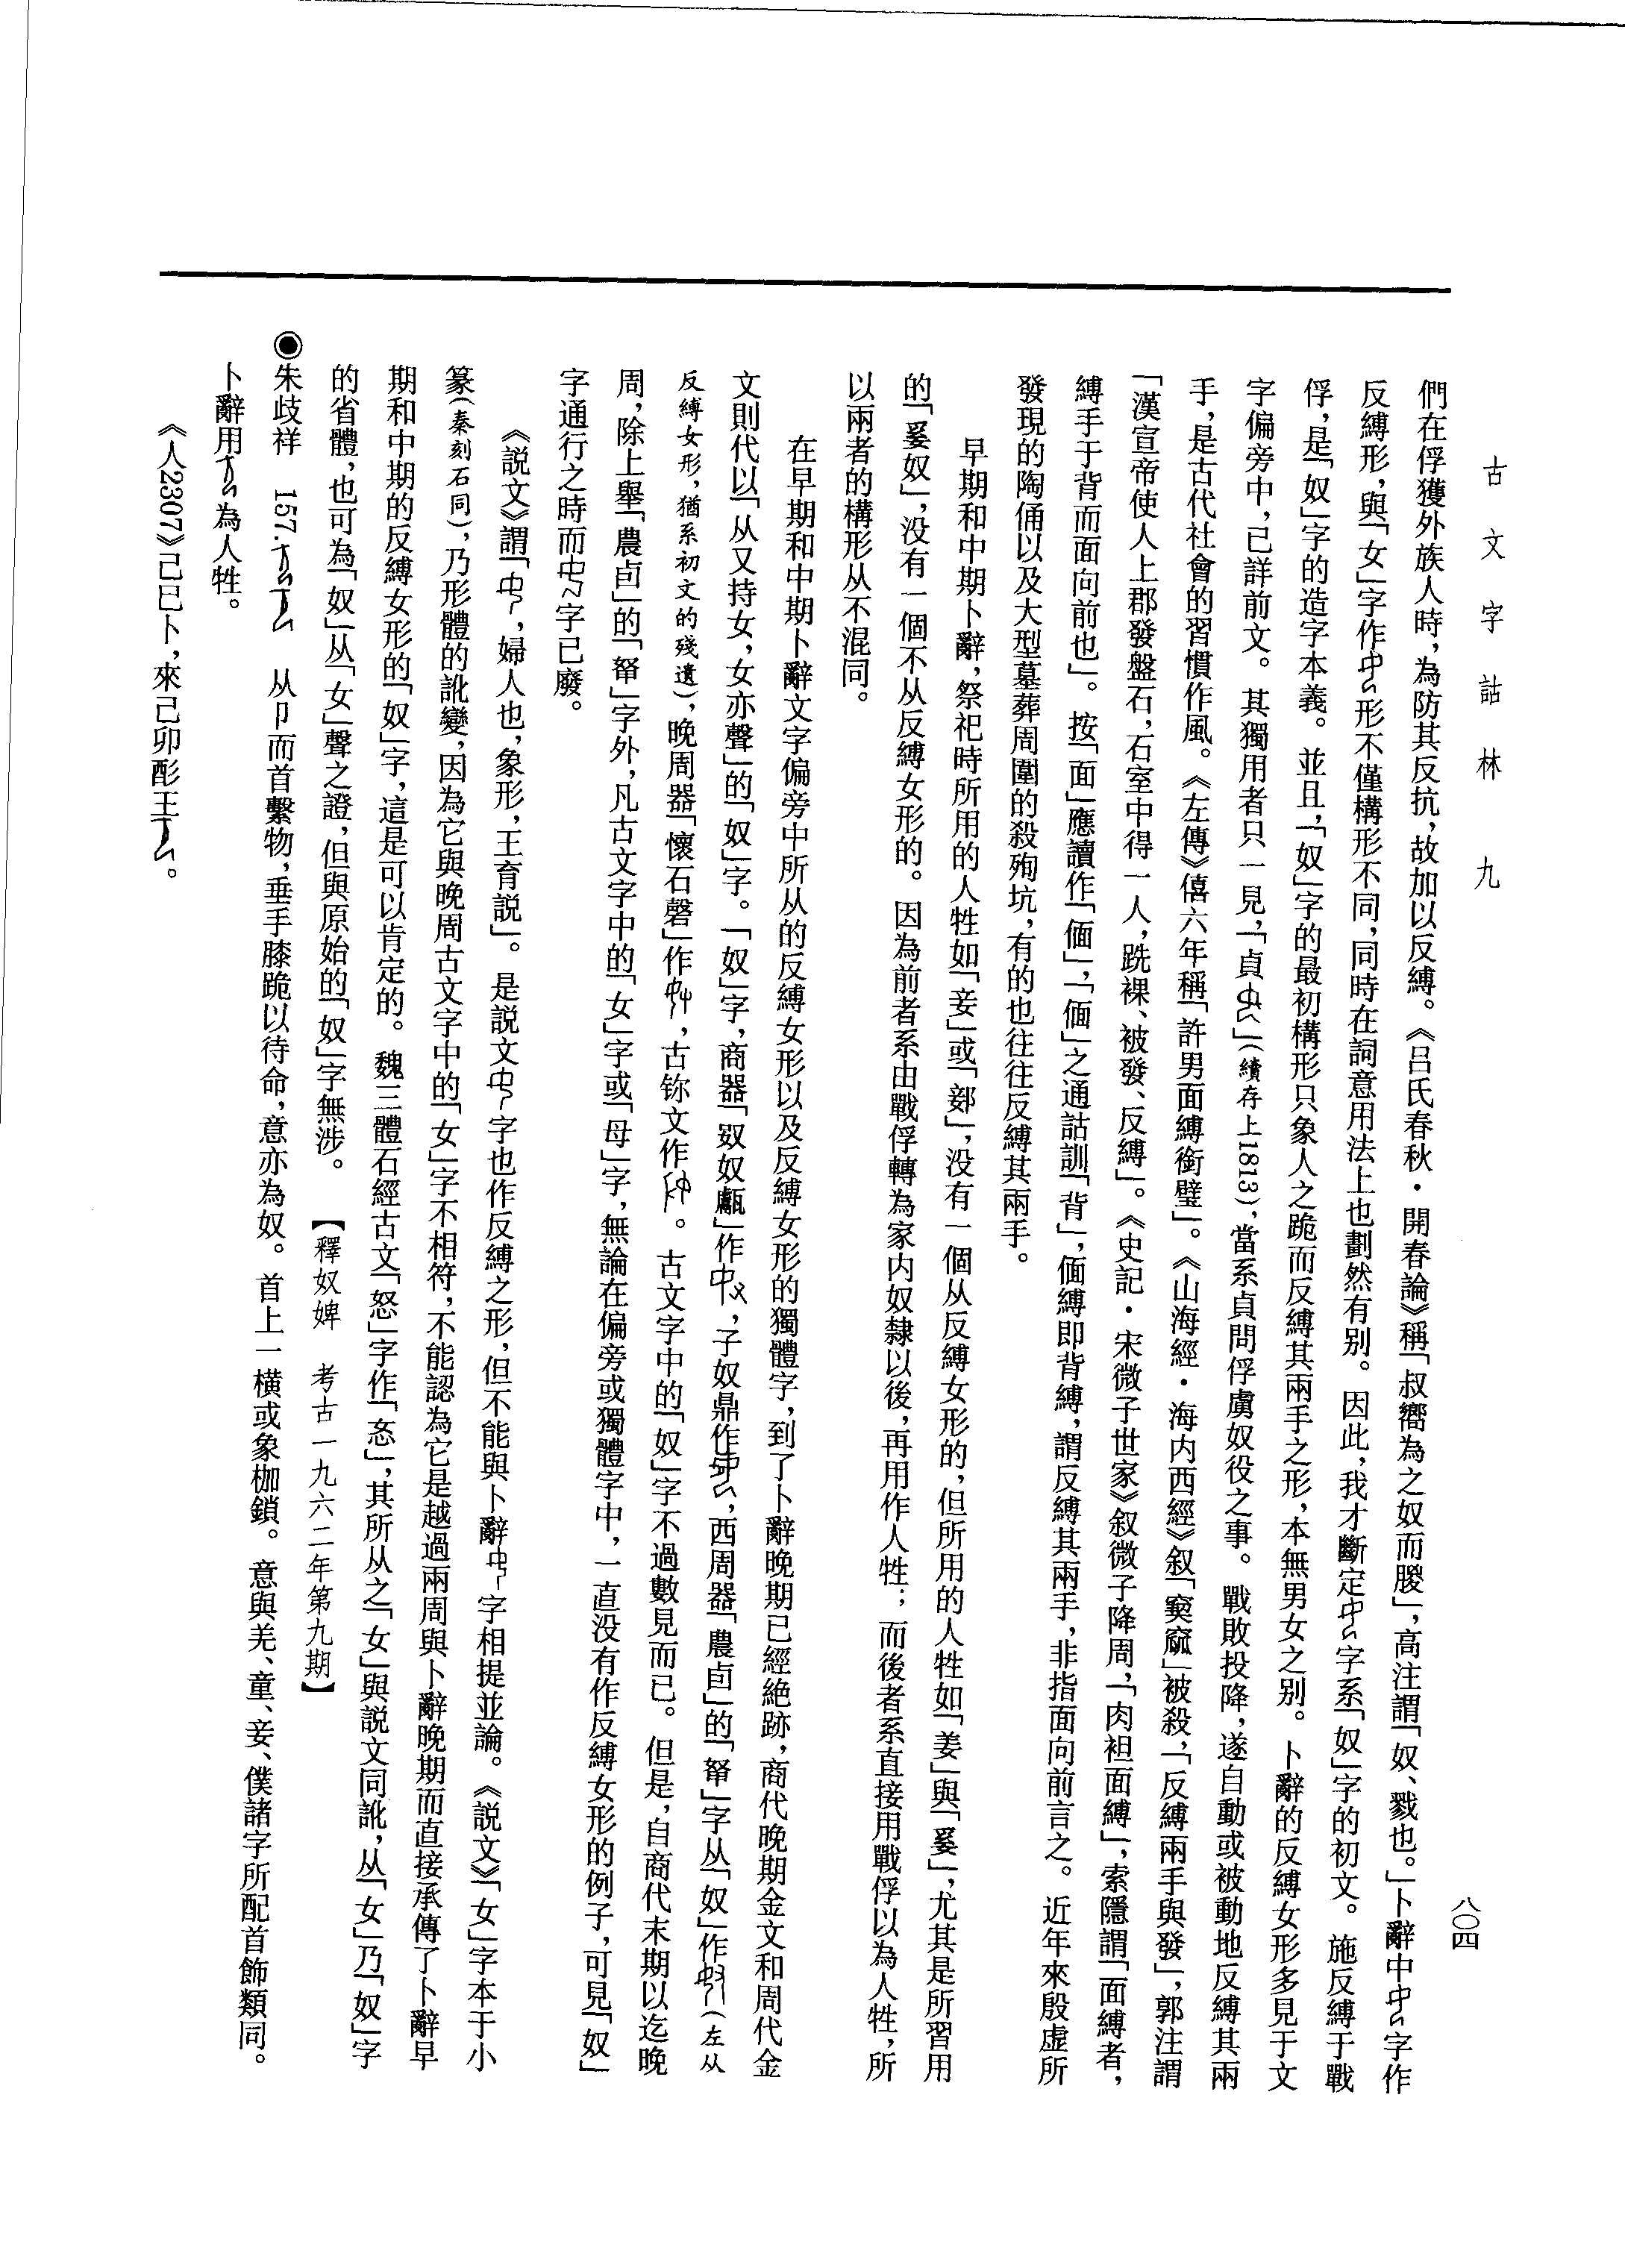 古文字詁林 九
八〇四
們在俘獲外族人時，為防其反抗，故加以反縛。《吕氏春秋·開春論》稱「叔嚮為之奴而朡」，高注謂「奴、戮也。」卜辭中字作
反縛形，與「女」字作形不僅構形不同，同時在詞意用法上也劃然有别。因此，我才斷定字系「奴」字的初文。施反縛于戰
俘，是「奴」字的造字本義。並且，「奴」字的最初構形只象人之跪而反縛其兩手之形，本無男女之别。卜辭的反縛女形多見于文
字偏旁中，已詳前文。其獨用者只一見，「貞」（續存上1813），當系貞問俘虜奴役之事。戰敗投降，遂自動或被動地反縛其兩
手，是古代社會的習慣作風。《左傳》僖六年稱「許男面縛銜璧」。《山海經·海内西經》叙「窫窳」被殺，「反縛兩手與發」，郭注謂
「漢宣帝使人上郡發盤石，石室中得一人，跣裸、被發、反縛」。《史記·宋微子世家》叙微子降周，「肉袒面縛」，索隱謂「面縛者，
縛手于背而面向前也」。按「面」應讀作「偭」，「偭」之通詁訓「背」，偭縛即背縛，謂反縛其兩手，非指面向前言之。近年來殷虚所
發現的陶俑以及大型墓葬周圍的殺殉坑，有的也往往反縛其兩手。
早期和中期卜辭，祭祀時所用的人牲如「妾」或「䢿」，没有一個从反縛女形的，但所用的人牲如「姜」與「奚」，尤其是所習用
的「奚奴」，没有一個不从反縛女形的。因為前者系由戰俘轉為家内奴隸以後，再用作人牲；而後者系直接用戰俘以為人牲，所
以兩者的構形从不混同。
在早期和中期卜辭文字偏旁中所从的反縛女形以及反縛女形的獨體字，到了卜辭晚期已經絶跡，商代晚期金文和周代金
文則代以「从又持女，女亦聲」的「奴」字。「奴」字，商器「奴甗」作，子奴鼎作，西周器「農卣」的「帑」字从「奴」作（左从
反縛女形，猶系初文的殘遺），晚周器「懷石磬」作，古鉨文作。古文字中的「奴」字不過數見而已。但是，自商代末期以迄晚
周，除上舉「農卣」的「帑」字外，凡古文字中的「女」字或「母」字，無論在偏旁或獨體字中，一直没有作反縛女形的例子，可見「奴」
字通行之時而字已廢。
《説文》謂「，婦人也，象形，王育説」。是説文字也作反縛之形，但不能與卜辭字相提並論。《説文》「女」字本于小
篆（秦刻石同），乃形體的訛變，因為它與晚周古文字中的「女」字不相符，不能認為它是越過兩周與卜辭晚期而直接承傳了卜辭早
期和中期的反縛女形的「奴」字，這是可以肯定的。魏三體石經古文「怒」字作「㣽」，其所从之「女」與説文同訛，从「女」乃「奴」字
的省體，也可為「奴」从「女」聲之證，但與原始的「奴」字無涉。【釋奴婢 考古一九六二年第九期】
◉朱歧祥 157. 从卩而首繫物，垂手膝跪以待命，意亦為奴。首上一横或象枷鎖。意與羌、童、妾、僕諸字所配首飾類同。
卜辭用為人牲。
《人2307》己巳卜，來己卯酌王。